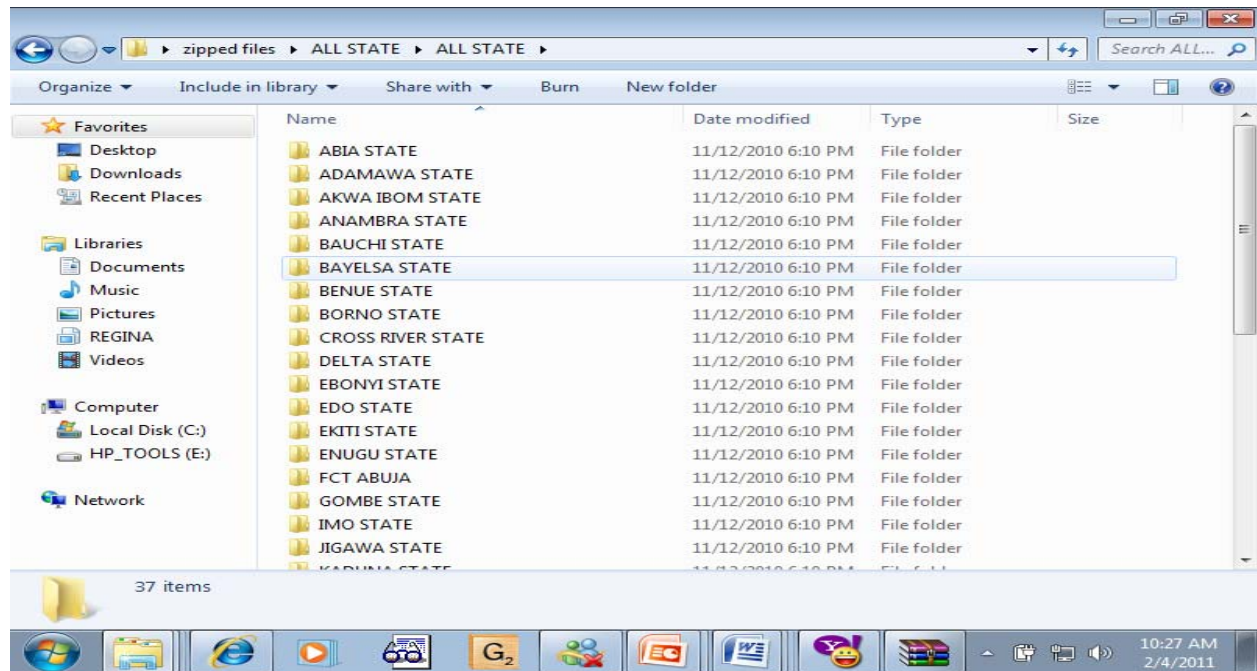 zipped files ▸ ALL STATE ▸ ALL STATE ▸ Search ALL...
Organize Include in library Share with Burn New folder
Favorites
Desktop
Downloads
Recent Places
Libraries
Documents
Music
Pictures
REGINA
Videos
Computer
Local Disk (C:)
HP_TOOLS (E:)
Network
Name Date modified Type Size
ABIA STATE 11/12/2010 6:10 PM File folder
ADAMAWA STATE 11/12/2010 6:10 PM File folder
AKWA IBOM STATE 11/12/2010 6:10 PM File folder
ANAMBRA STATE 11/12/2010 6:10 PM File folder
BAUCHI STATE 11/12/2010 6:10 PM File folder
BAYELSA STATE 11/12/2010 6:10 PM File folder
BENUE STATE 11/12/2010 6:10 PM File folder
BORNO STATE 11/12/2010 6:10 PM File folder
CROSS RIVER STATE 11/12/2010 6:10 PM File folder
DELTA STATE 11/12/2010 6:10 PM File folder
EBONYI STATE 11/12/2010 6:10 PM File folder
EDO STATE 11/12/2010 6:10 PM File folder
EKITI STATE 11/12/2010 6:10 PM File folder
ENUGU STATE 11/12/2010 6:10 PM File folder
FCT ABUJA 11/12/2010 6:10 PM File folder
GOMBE STATE 11/12/2010 6:10 PM File folder
IMO STATE 11/12/2010 6:10 PM File folder
JIGAWA STATE 11/12/2010 6:10 PM File folder
KADUNA STATE 11/12/2010 6:10 PM File folder
37 items
G2
10:27 AM
2/4/2011